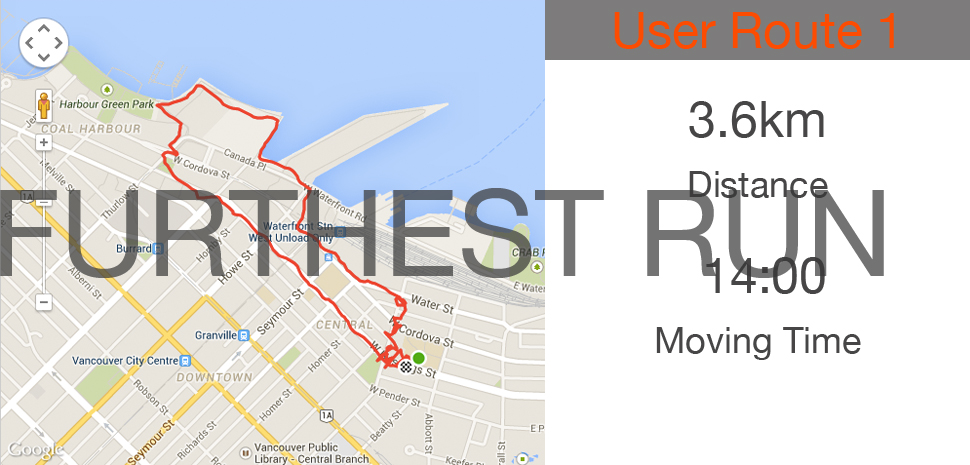 User Route 1
3.6km
Distance
14:00
Moving Time
FURTHEST RUN
Harbour Green Park
COAL HARBOUR
Canada Pl
W Cordova St
Melville St
Thurlow St
1A
W Waterfront Rd
Waterfront Stn
West Unload Only
CRAB
E Water
Burrard
Hornby St
Howe St
Alberni St
Seymour St
Water St
CENTRAL
W Cordova St
Granville
Homer St
Vancouver City Centre
DOWNTOWN
W Pender St
Robson St
Homer St
1A
Beatty St
Abbott St
Seymour St
Richards St
E P
Vancouver Public
Library - Central Branch
Keefer
Google